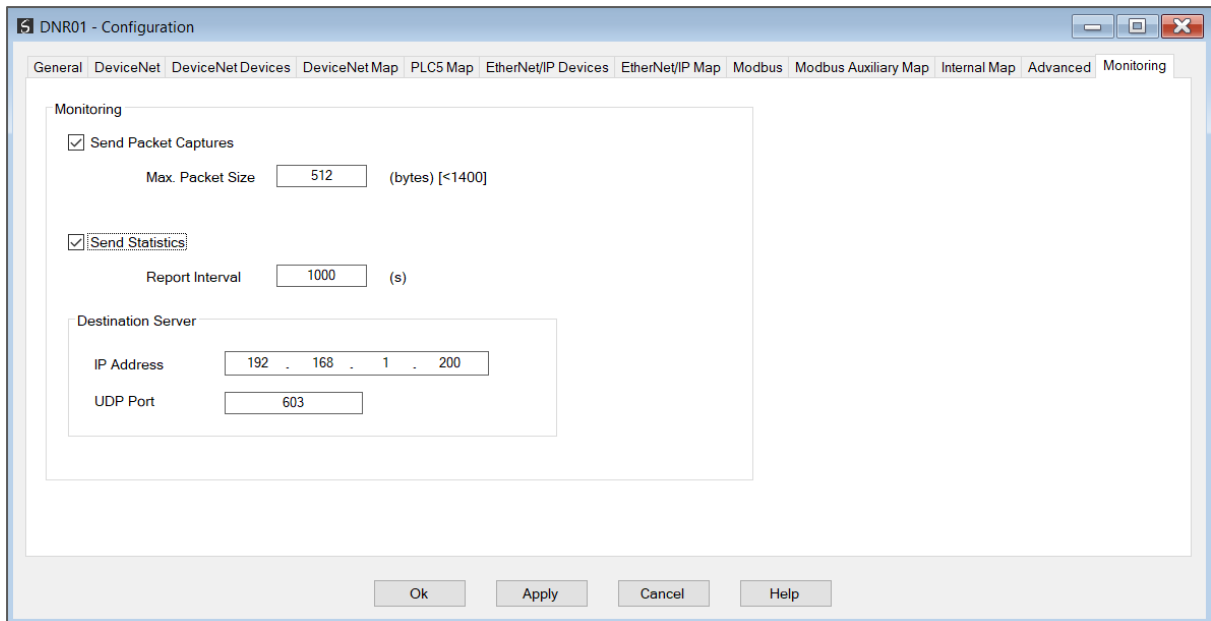 DNR01 - Configuration
General DeviceNet DeviceNet Devices DeviceNet Map PLC5 Map EtherNet/IP Devices EtherNet/IP Map Modbus Modbus Auxiliary Map Internal Map Advanced Monitoring
Monitoring
Send Packet Captures
Max. Packet Size 512 (bytes) [<1400]
Send Statistics
Report Interval 1000 (s)
Destination Server
IP Address 192 . 168 . 1 . 200
UDP Port 603
Ok Apply Cancel Help